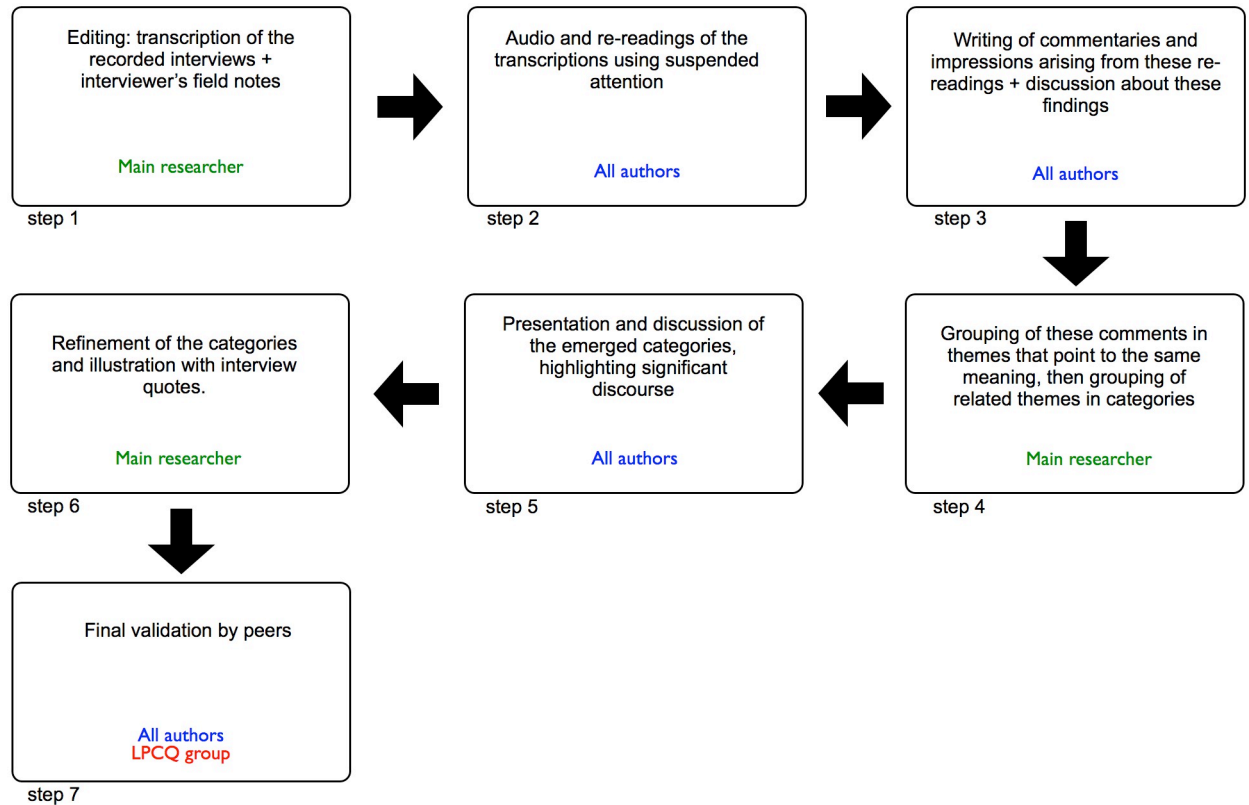 Editing: transcription of the
recorded interviews +
interviewer's field notes
Main researcher
step 1
Audio and re-readings of the
transcriptions using suspended
attention
All authors
step 2
Writing of commentaries and
impressions arising from these re-
readings + discussion about these
findings
All authors
step 3
Grouping of these comments in
themes that point to the same
meaning, then grouping of
related themes in categories
Main researcher
step 4
Presentation and discussion of
the emerged categories,
highlighting significant
discourse
All authors
step 5
Refinement of the categories
and illustration with interview
quotes.
Main researcher
step 6
Final validation by peers
All authors
LPCQ group
step 7